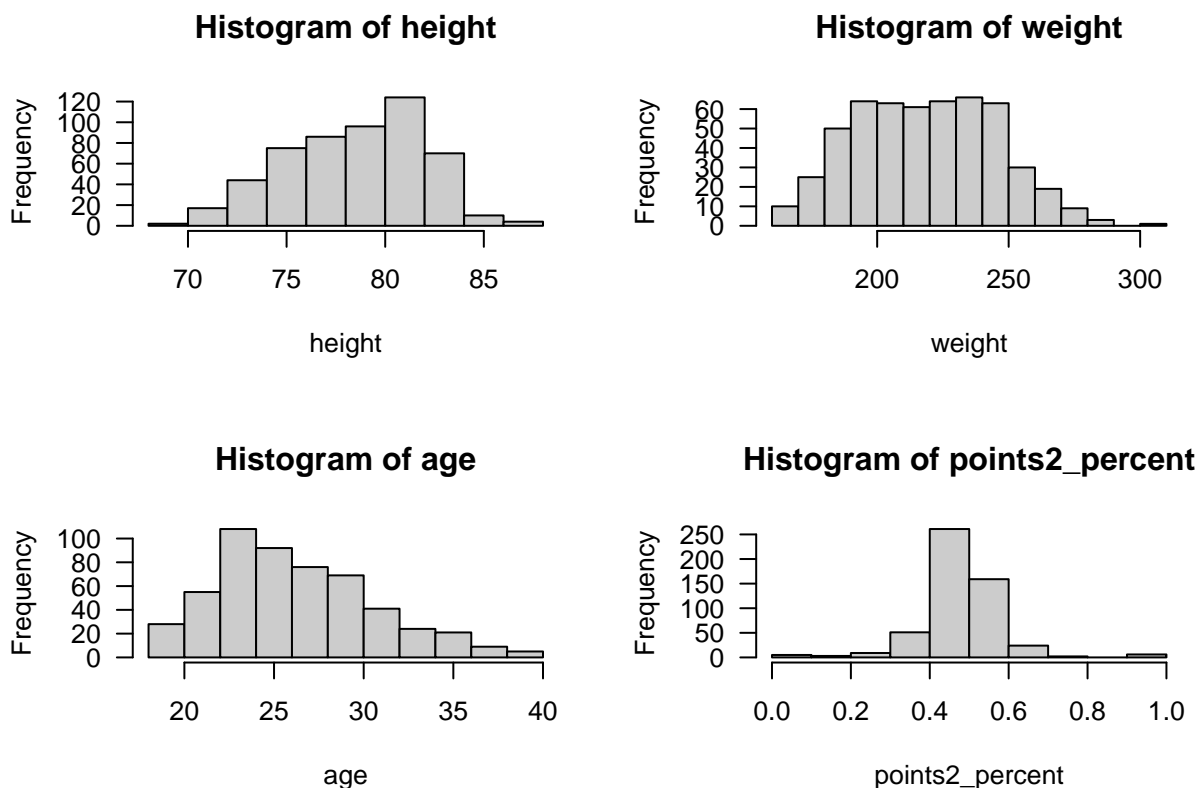 Histogram of height
Frequency
0 20 40 60 80 100 120
70 75 80 85
height
Histogram of weight
Frequency
0 10 20 30 40 50 60
200 250 300
weight
Histogram of age
Frequency
0 20 40 60 80 100
20 25 30 35 40
age
Histogram of points2_percent
Frequency
0 50 100 150 200 250
0.0 0.2 0.4 0.6 0.8 1.0
points2_percent